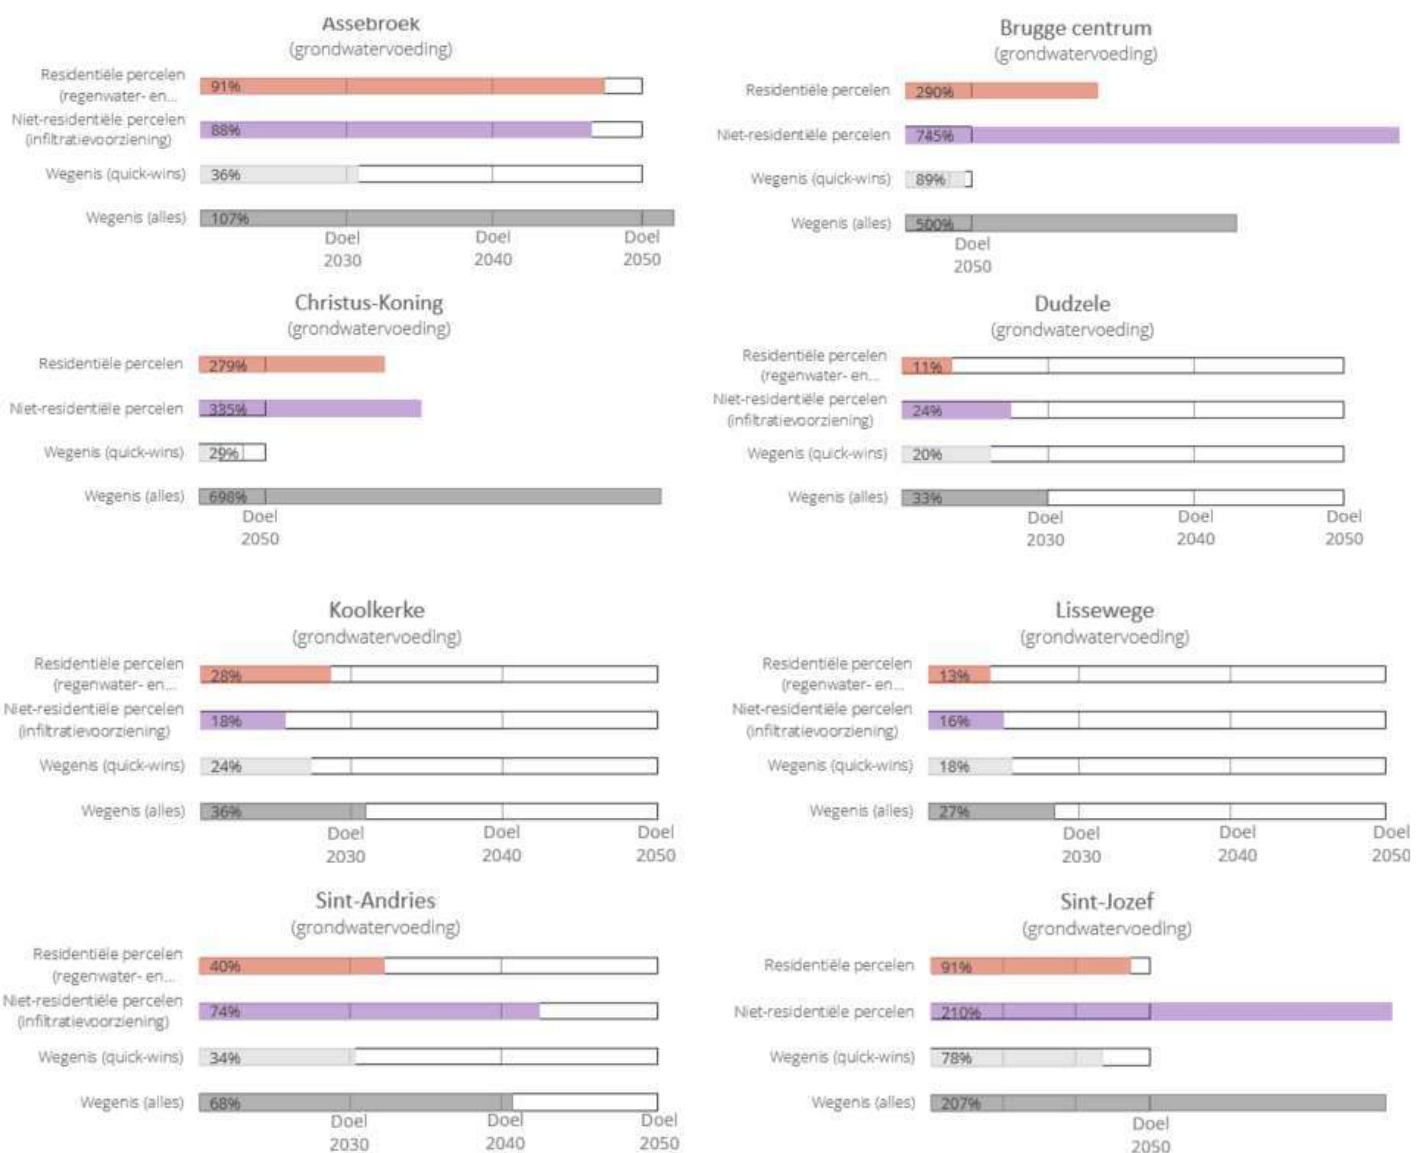 Assebroek
(grondwatervoeding)
Residentiële percelen
(regenwater- en...
91%
Niet-residentiële percelen
(infiltratievoorziening)
88%
Wegenis (quick-wins)
36%
Wegenis (alles)
107%
Doel
2030
Doel
2040
Doel
2050
Brugge centrum
(grondwatervoeding)
Residentiële percelen
290%
Niet-residentiële percelen
745%
Wegenis (quick-wins)
89%
Wegenis (alles)
500%
Doel
2050
Christus-Koning
(grondwatervoeding)
Residentiële percelen
279%
Niet-residentiële percelen
335%
Wegenis (quick-wins)
29%
Wegenis (alles)
698%
Doel
2050
Dudzele
(grondwatervoeding)
Residentiële percelen
(regenwater- en...
11%
Niet-residentiële percelen
(infiltratievoorziening)
24%
Wegenis (quick-wins)
20%
Wegenis (alles)
33%
Doel
2030
Doel
2040
Doel
2050
Koolkerke
(grondwatervoeding)
Residentiële percelen
(regenwater- en...
28%
Niet-residentiële percelen
(infiltratievoorziening)
18%
Wegenis (quick-wins)
24%
Wegenis (alles)
36%
Doel
2030
Doel
2040
Doel
2050
Lissewege
(grondwatervoeding)
Residentiële percelen
(regenwater- en...
13%
Niet-residentiële percelen
(infiltratievoorziening)
16%
Wegenis (quick-wins)
18%
Wegenis (alles)
27%
Doel
2030
Doel
2040
Doel
2050
Sint-Andries
(grondwatervoeding)
Residentiële percelen
(regenwater- en...
40%
Niet-residentiële percelen
(infiltratievoorziening)
74%
Wegenis (quick-wins)
34%
Wegenis (alles)
68%
Doel
2030
Doel
2040
Doel
2050
Sint-Jozef
(grondwatervoeding)
Residentiële percelen
91%
Niet-residentiële percelen
210%
Wegenis (quick-wins)
78%
Wegenis (alles)
207%
Doel
2050